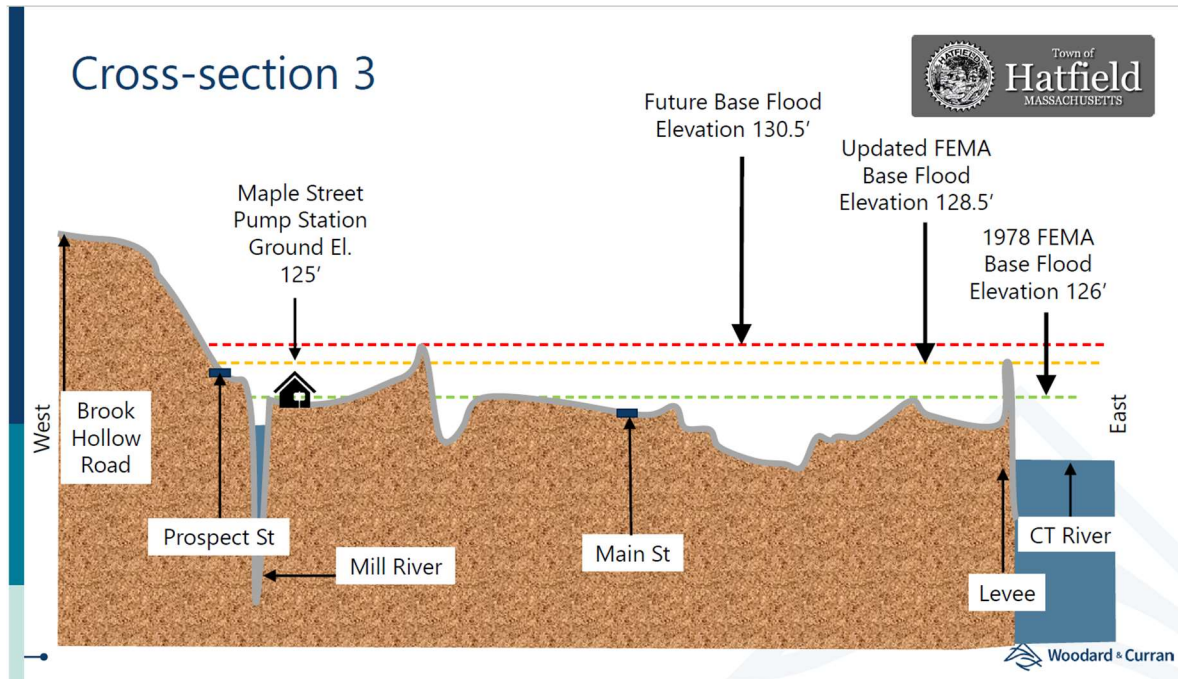 Cross-section 3
Town of
Hatfield
MASSACHUSETTS
Future Base Flood
Elevation 130.5'
Updated FEMA
Base Flood
Elevation 128.5'
1978 FEMA
Base Flood
Elevation 126'
Maple Street
Pump Station
Ground El.
125'
West
Brook
Hollow
Road
East
Prospect St
Mill River
Main St
CT River
Levee
Woodard & Curran